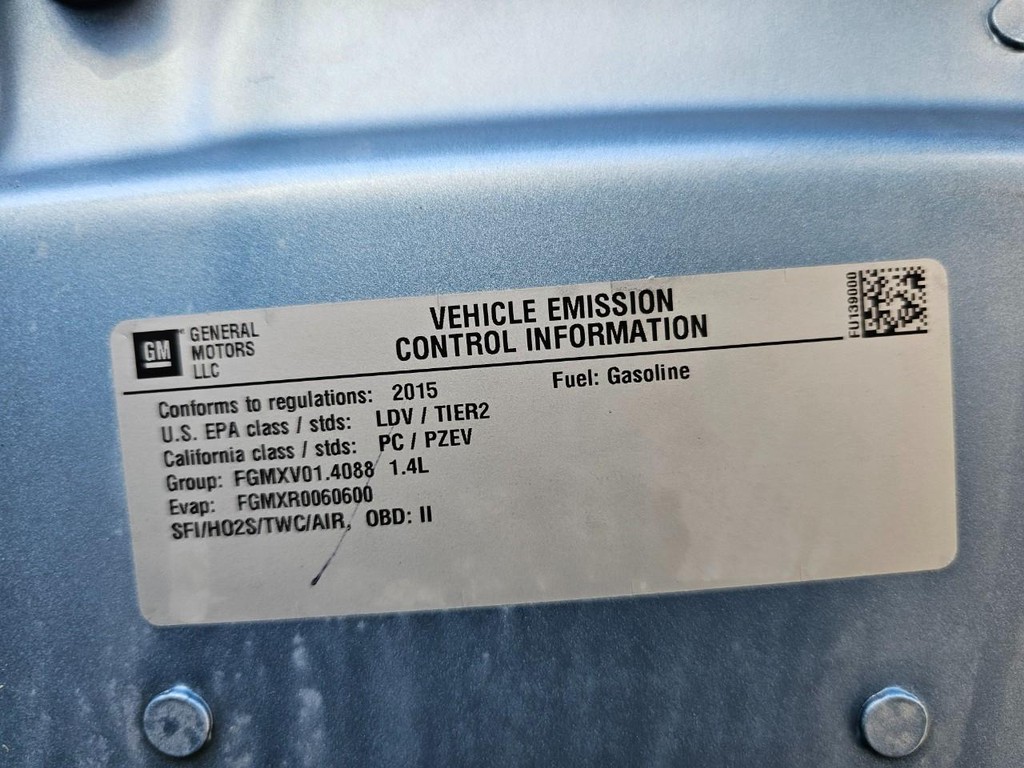 GM
GENERAL
MOTORS
LLC
VEHICLE EMISSION
CONTROL INFORMATION
FU139000
Conforms to regulations: 2015
Fuel: Gasoline
U.S. EPA class / stds: LDV / TIER2
California class / stds: PC / PZEV
Group: FGMXV01.4088 1.4L
Evap: FGMXR0060600
SFI/HO2S/TWC/AIR, OBD: II